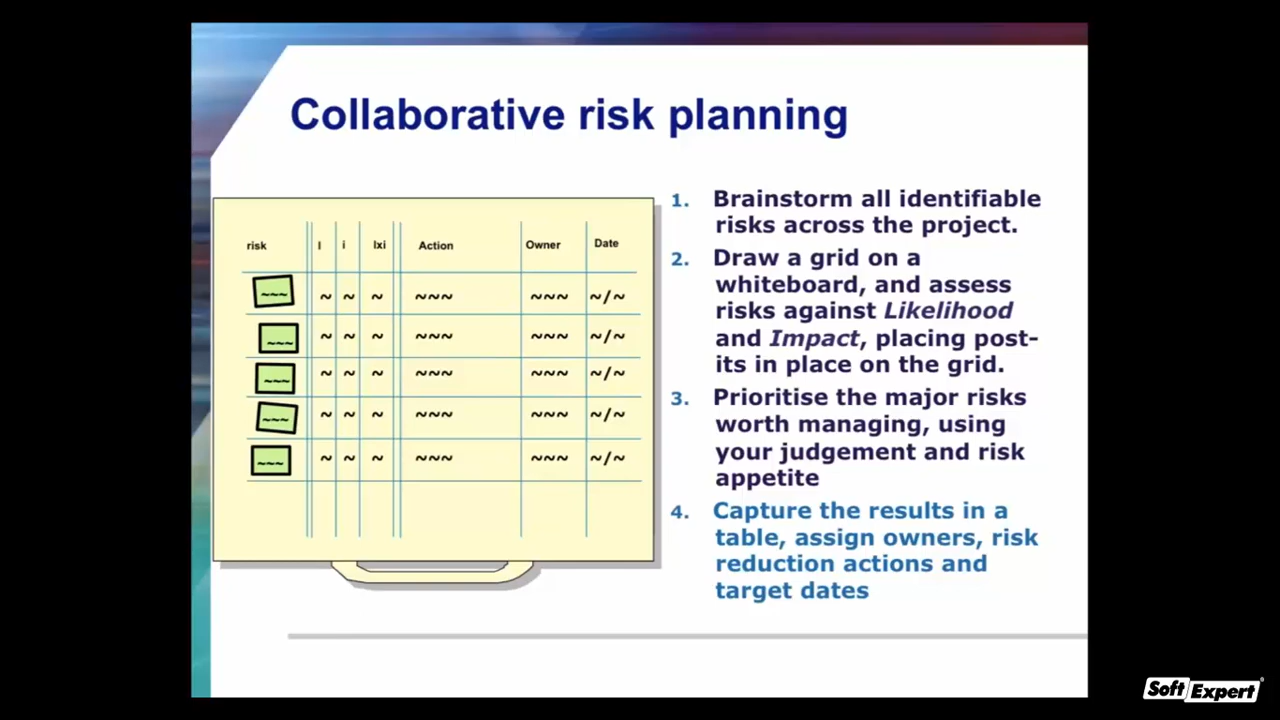 Collaborative risk planning
risk l i lxi Action Owner Date
~~~ ~ ~ ~ ~~~ ~~~ ~/~
~~~ ~ ~ ~ ~~~ ~~~ ~/~
~~~ ~ ~ ~ ~~~ ~~~ ~/~
~~~ ~ ~ ~ ~~~ ~~~ ~/~
~~~ ~ ~ ~ ~~~ ~~~ ~/~
1. Brainstorm all identifiable
risks across the project.
2. Draw a grid on a
whiteboard, and assess
risks against Likelihood
and Impact, placing post-
its in place on the grid.
3. Prioritise the major risks
worth managing, using
your judgement and risk
appetite
4. Capture the results in a
table, assign owners, risk
reduction actions and
target dates
SoftExpert®